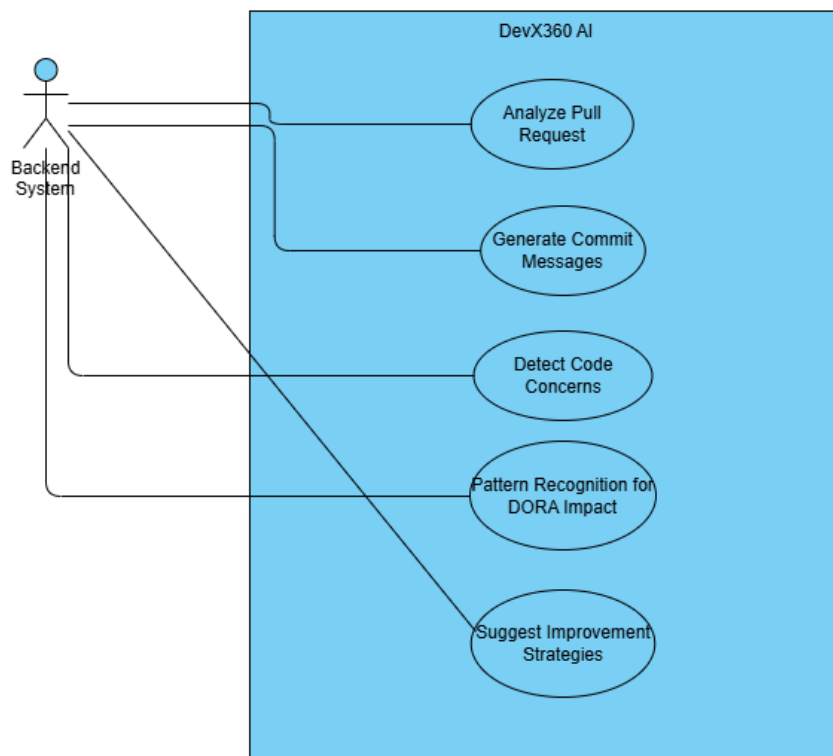 DevX360 AI
Analyze Pull
Request
Backend
System
Generate Commit
Messages
Detect Code
Concerns
Pattern Recognition for
DORA Impact
Suggest Improvement
Strategies